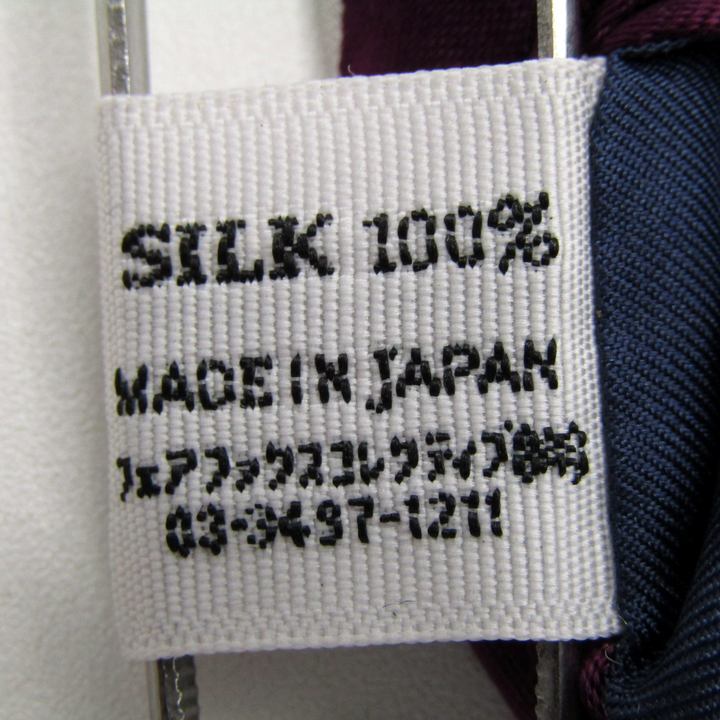 SILK 100%
MADE IN JAPAN
フェアファックスコレクティブ㈱
03-3497-1211